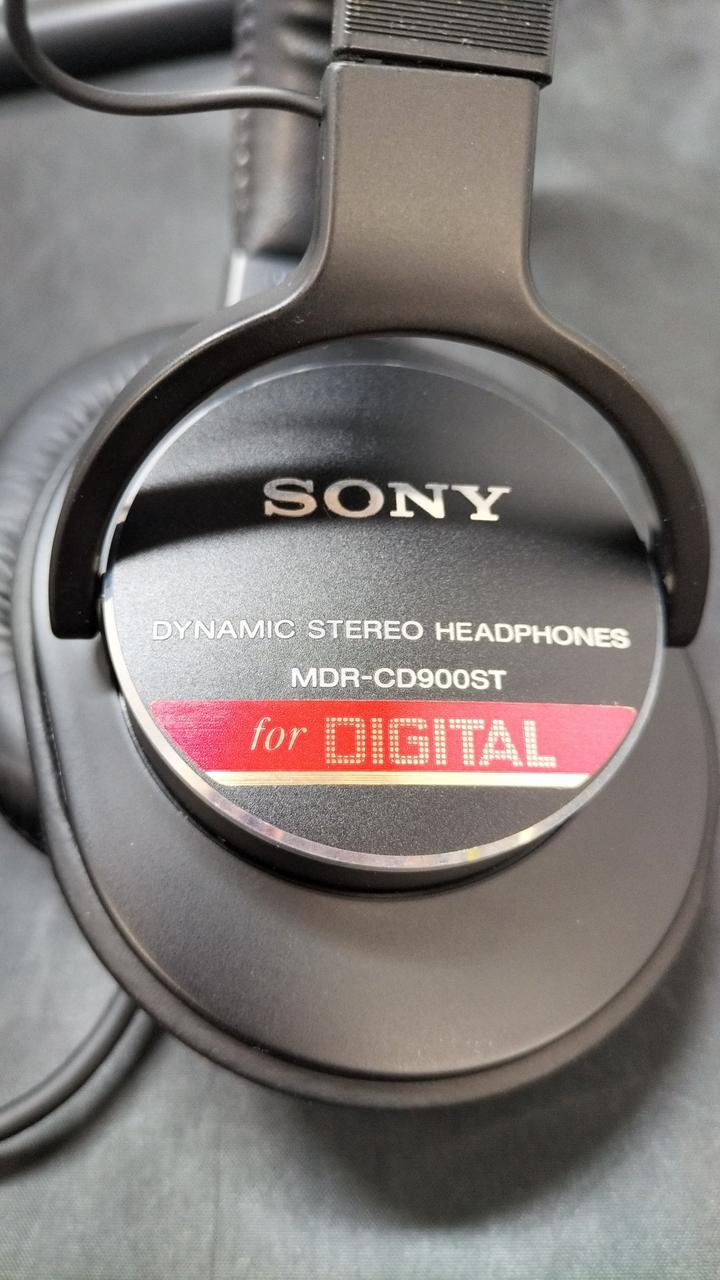 SONY
DYNAMIC STEREO HEADPHONES
MDR-CD900ST
for DIGITAL